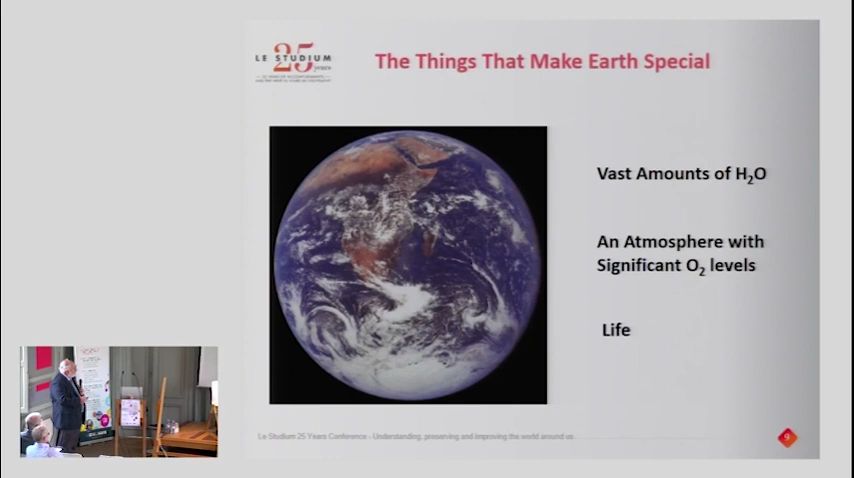 LE STUDIUM
25
years
The Things That Make Earth Special
Vast Amounts of H₂O
An Atmosphere with
Significant O₂ levels
Life
Le Studium 25 Years Conference - Understanding, preserving and improving the world around us
9